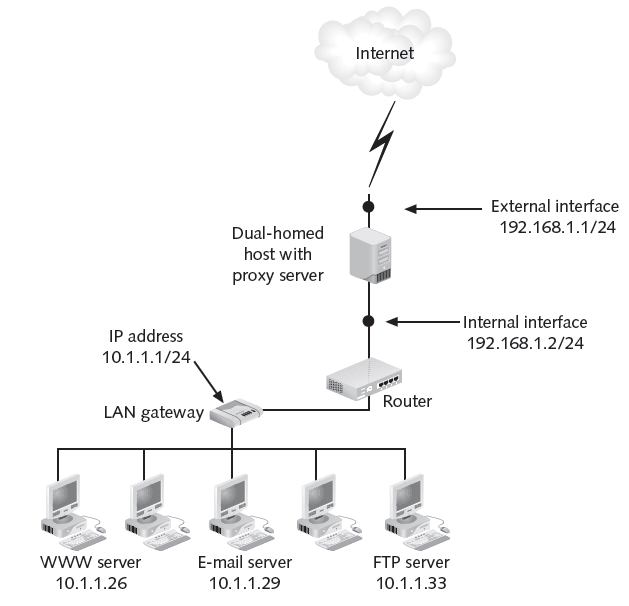 Internet
External interface
192.168.1.1/24
Dual-homed
host with
proxy server
Internal interface
192.168.1.2/24
IP address
10.1.1.1/24
LAN gateway
Router
WWW server
10.1.1.26
E-mail server
10.1.1.29
FTP server
10.1.1.33